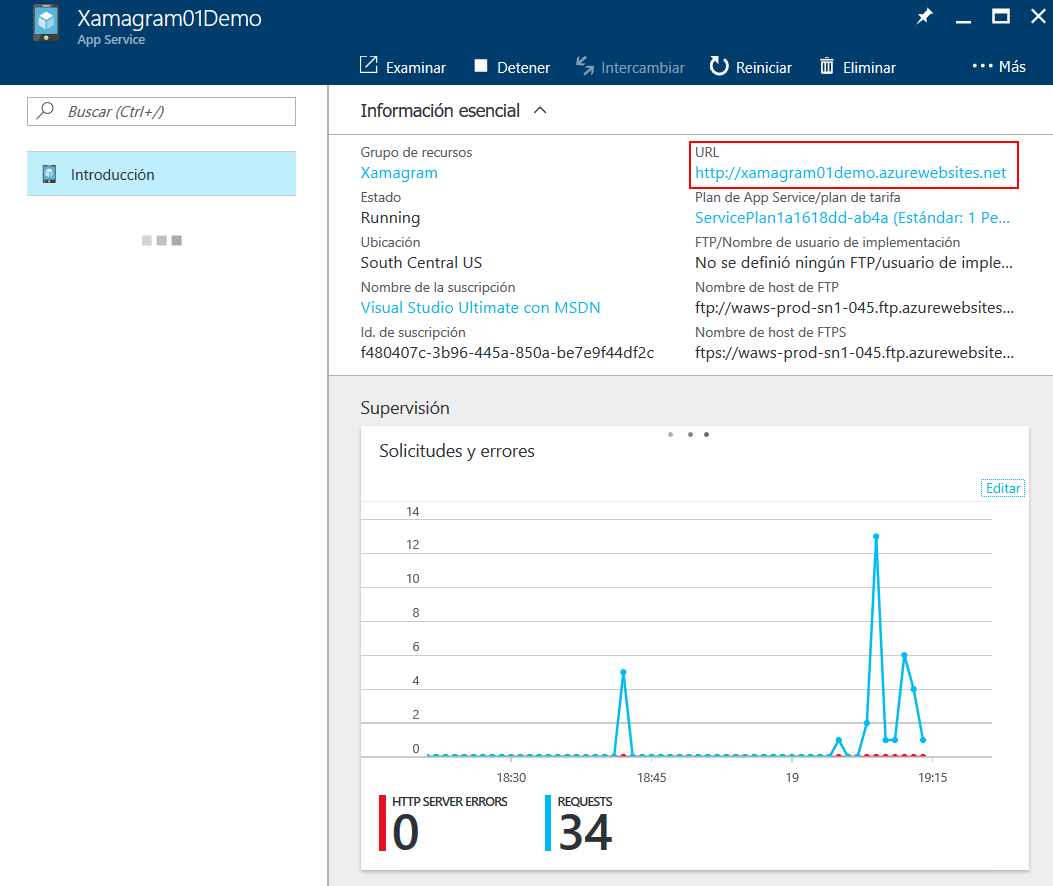 Xamagram01Demo
App Service
Examinar Detener Intercambiar Reiniciar Eliminar ··· Más
Buscar (Ctrl+/)
Introducción
Información esencial
Grupo de recursos
Xamagram
Estado
Running
Ubicación
South Central US
Nombre de la suscripción
Visual Studio Ultimate con MSDN
Id. de suscripción
f480407c-3b96-445a-850a-be7e9f44df2c
URL
http://xamagram01demo.azurewebsites.net
Plan de App Service/plan de tarifa
ServicePlan1a1618dd-ab4a (Estándar: 1 Pe...
FTP/Nombre de usuario de implementación
No se definió ningún FTP/usuario de imple...
Nombre de host de FTP
ftp://waws-prod-sn1-045.ftp.azurewebsites...
Nombre de host de FTPS
ftps://waws-prod-sn1-045.ftp.azurewebsite...
Supervisión
Solicitudes y errores
Editar
14
12
10
8
6
4
2
0
18:30 18:45 19 19:15
HTTP SERVER ERRORS
0
REQUESTS
34